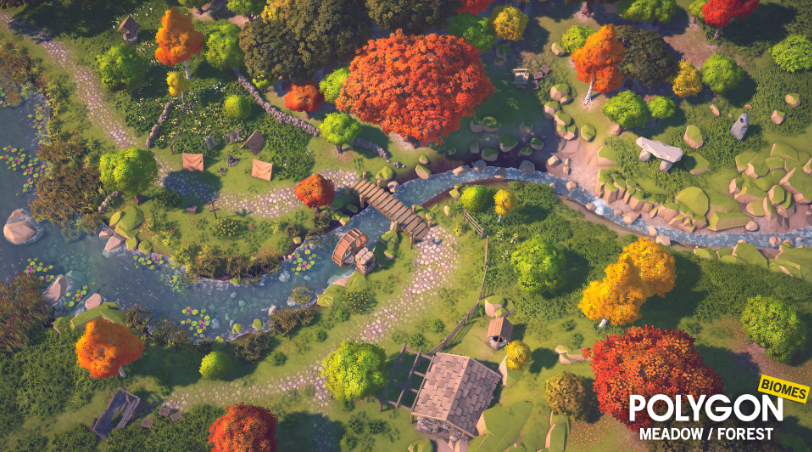 BIOMES
POLYGON
MEADOW / FOREST